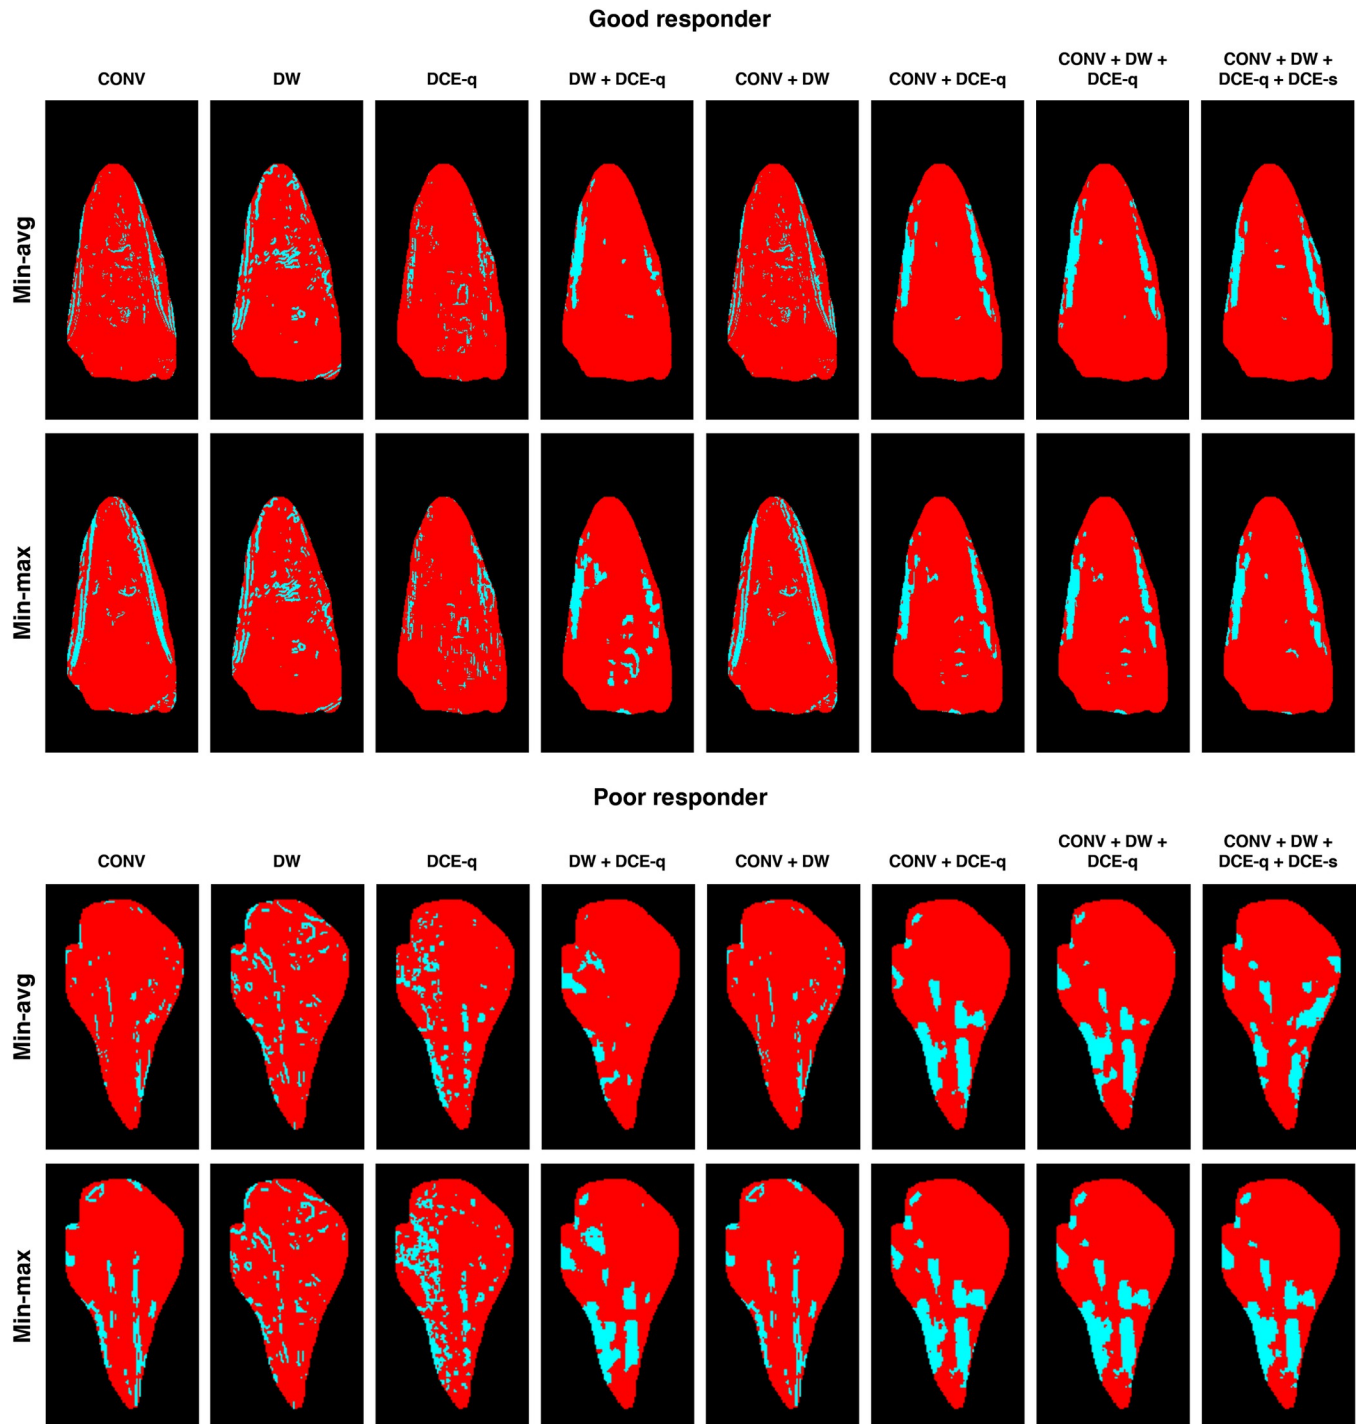 Good responder
CONV DW DCE-q DW + DCE-q CONV + DW CONV + DCE-q CONV + DW + DCE-q CONV + DW + DCE-q + DCE-s
Min-avg
Min-max
Poor responder
CONV DW DCE-q DW + DCE-q CONV + DW CONV + DCE-q CONV + DW + DCE-q CONV + DW + DCE-q + DCE-s
Min-avg
Min-max